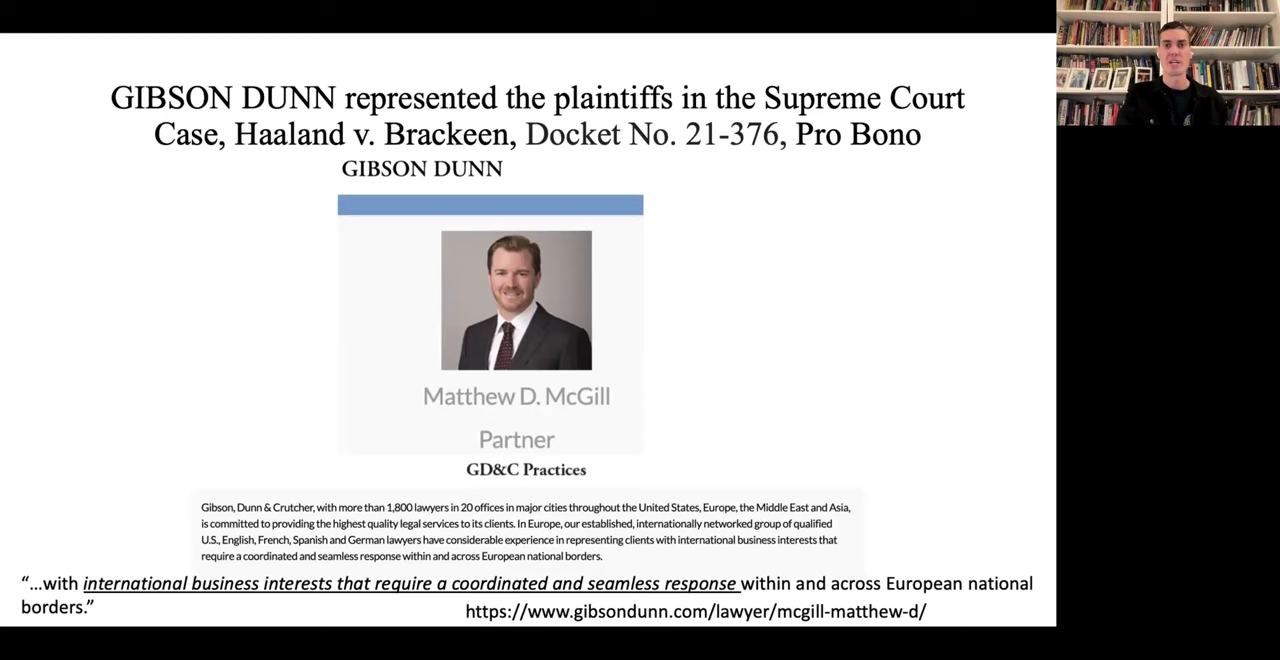 GIBSON DUNN represented the plaintiffs in the Supreme Court
Case, Haaland v. Brackeen, Docket No. 21-376, Pro Bono
GIBSON DUNN
Matthew D. McGill
Partner
GD&C Practices
Gibson, Dunn & Crutcher, with more than 1,800 lawyers in 20 offices in major cities throughout the United States, Europe, the Middle East and Asia,
is committed to providing the highest quality legal services to its clients. In Europe, our established, internationally networked group of qualified
U.S., English, French, Spanish and German lawyers have considerable experience in representing clients with international business interests that
require a coordinated and seamless response within and across European national borders.
“…with international business interests that require a coordinated and seamless response within and across European national
borders.”
https://www.gibsondunn.com/lawyer/mcgill-matthew-d/